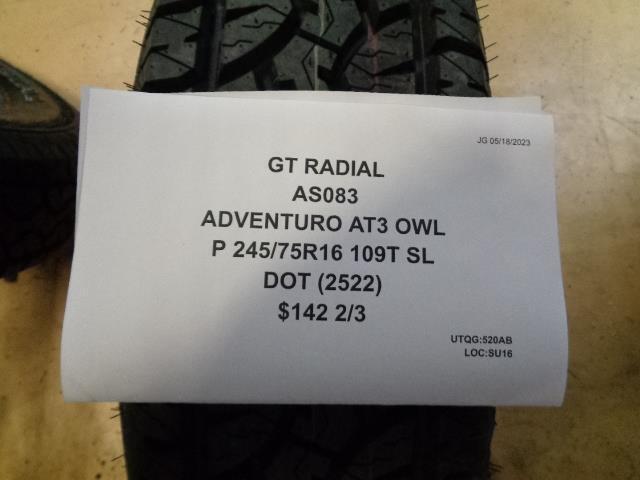 JG 05/18/2023
GT RADIAL
AS083
ADVENTURO AT3 OWL
P 245/75R16 109T SL
DOT (2522)
$142 2/3
UTQG:520AB
LOC:SU16